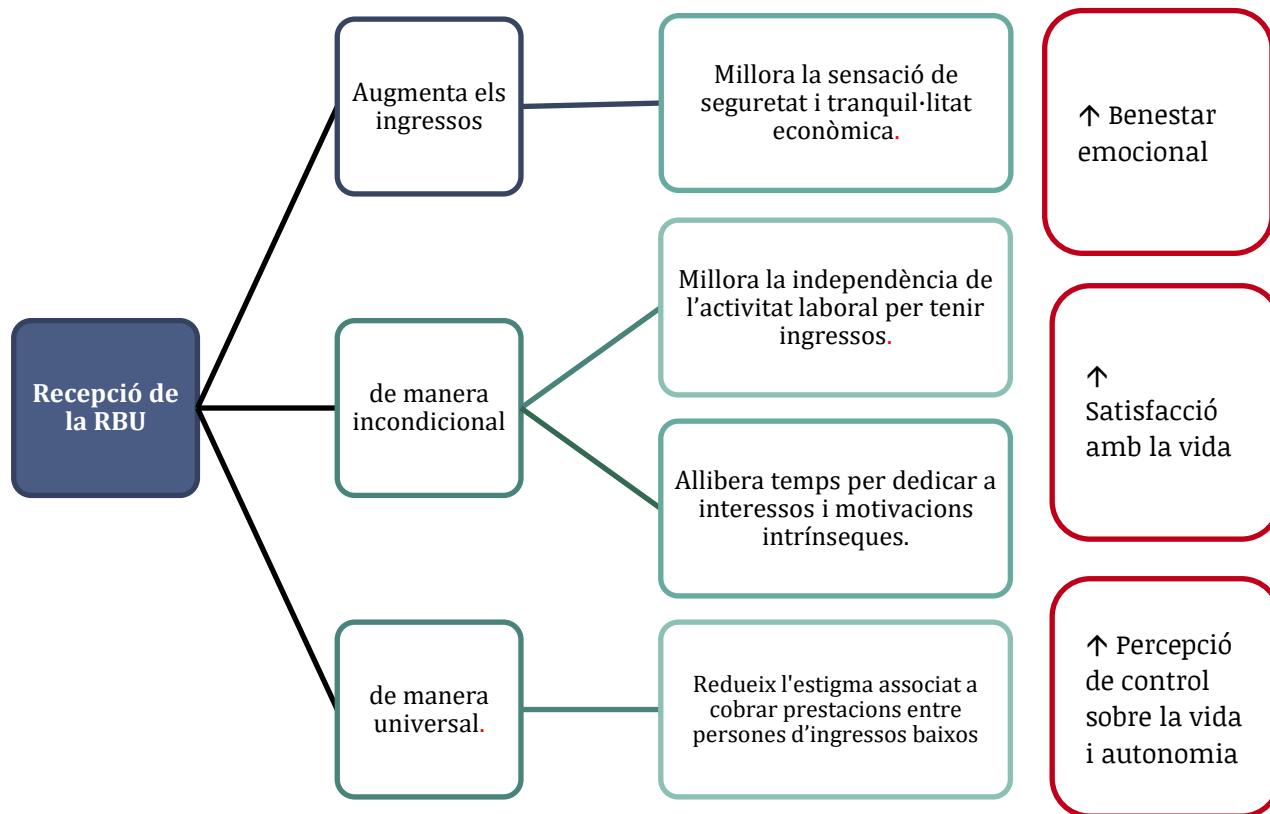 Recepció de
la RBU
Augmenta els
ingressos
de manera
incondicional
de manera
universal.
Millora la sensació de
seguretat i tranquil·litat
econòmica.
Millora la independència de
l’activitat laboral per tenir
ingressos.
Allibera temps per dedicar a
interessos i motivacions
intrínseques.
Redueix l'estigma associat a
cobrar prestacions entre
persones d’ingressos baixos
↑ Benestar
emocional
↑
Satisfacció
amb la vida
↑ Percepció
de control
sobre la vida
i autonomia